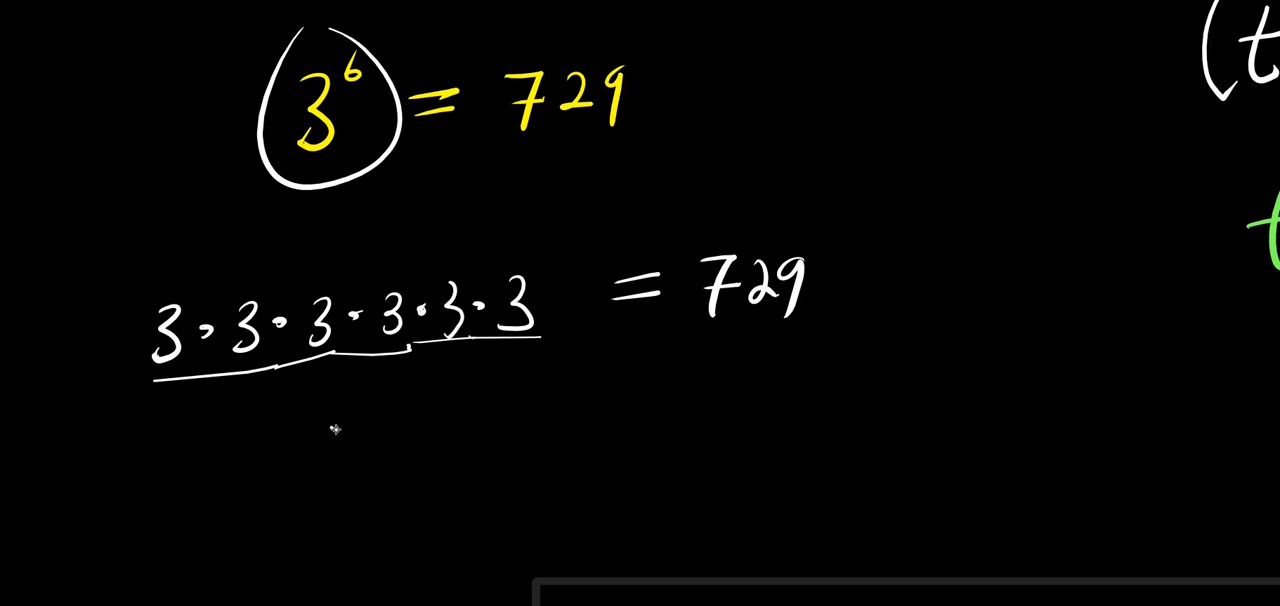 3⁶ = 729
(t
3 · 3 · 3 · 3 · 3 · 3 = 729